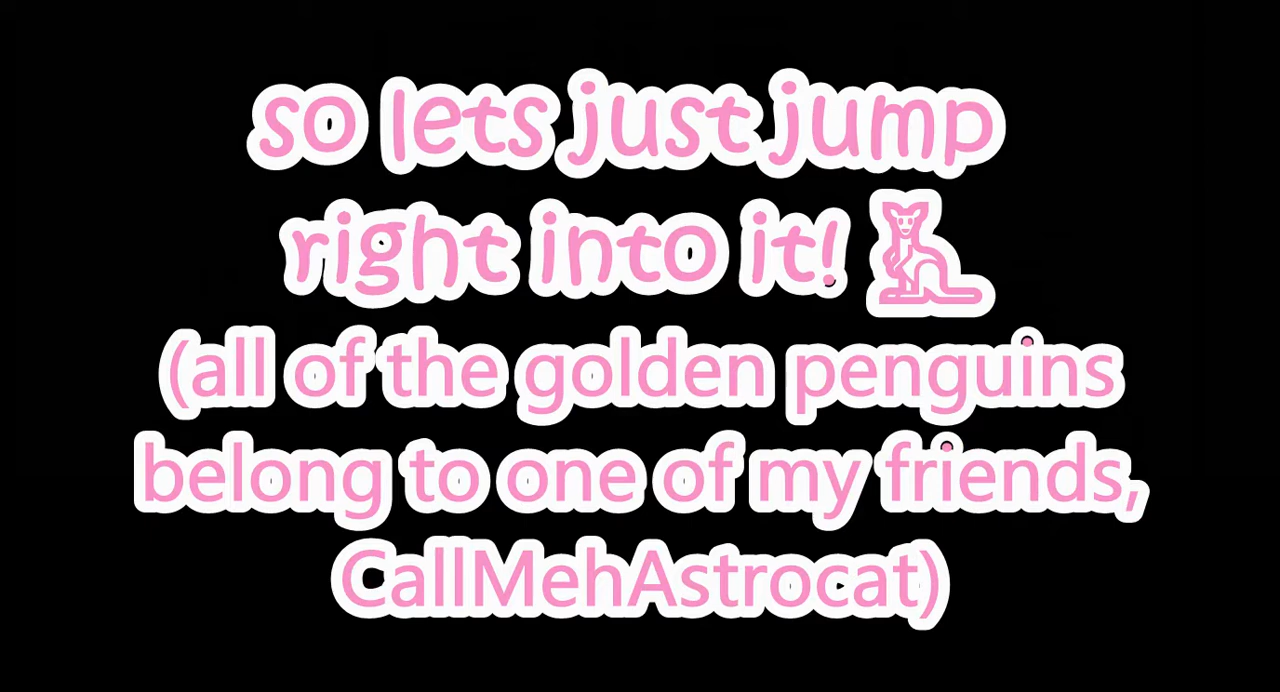 so lets just jump
right into it! 🦘
(all of the golden penguins
belong to one of my friends,
CallMehAstrocat)